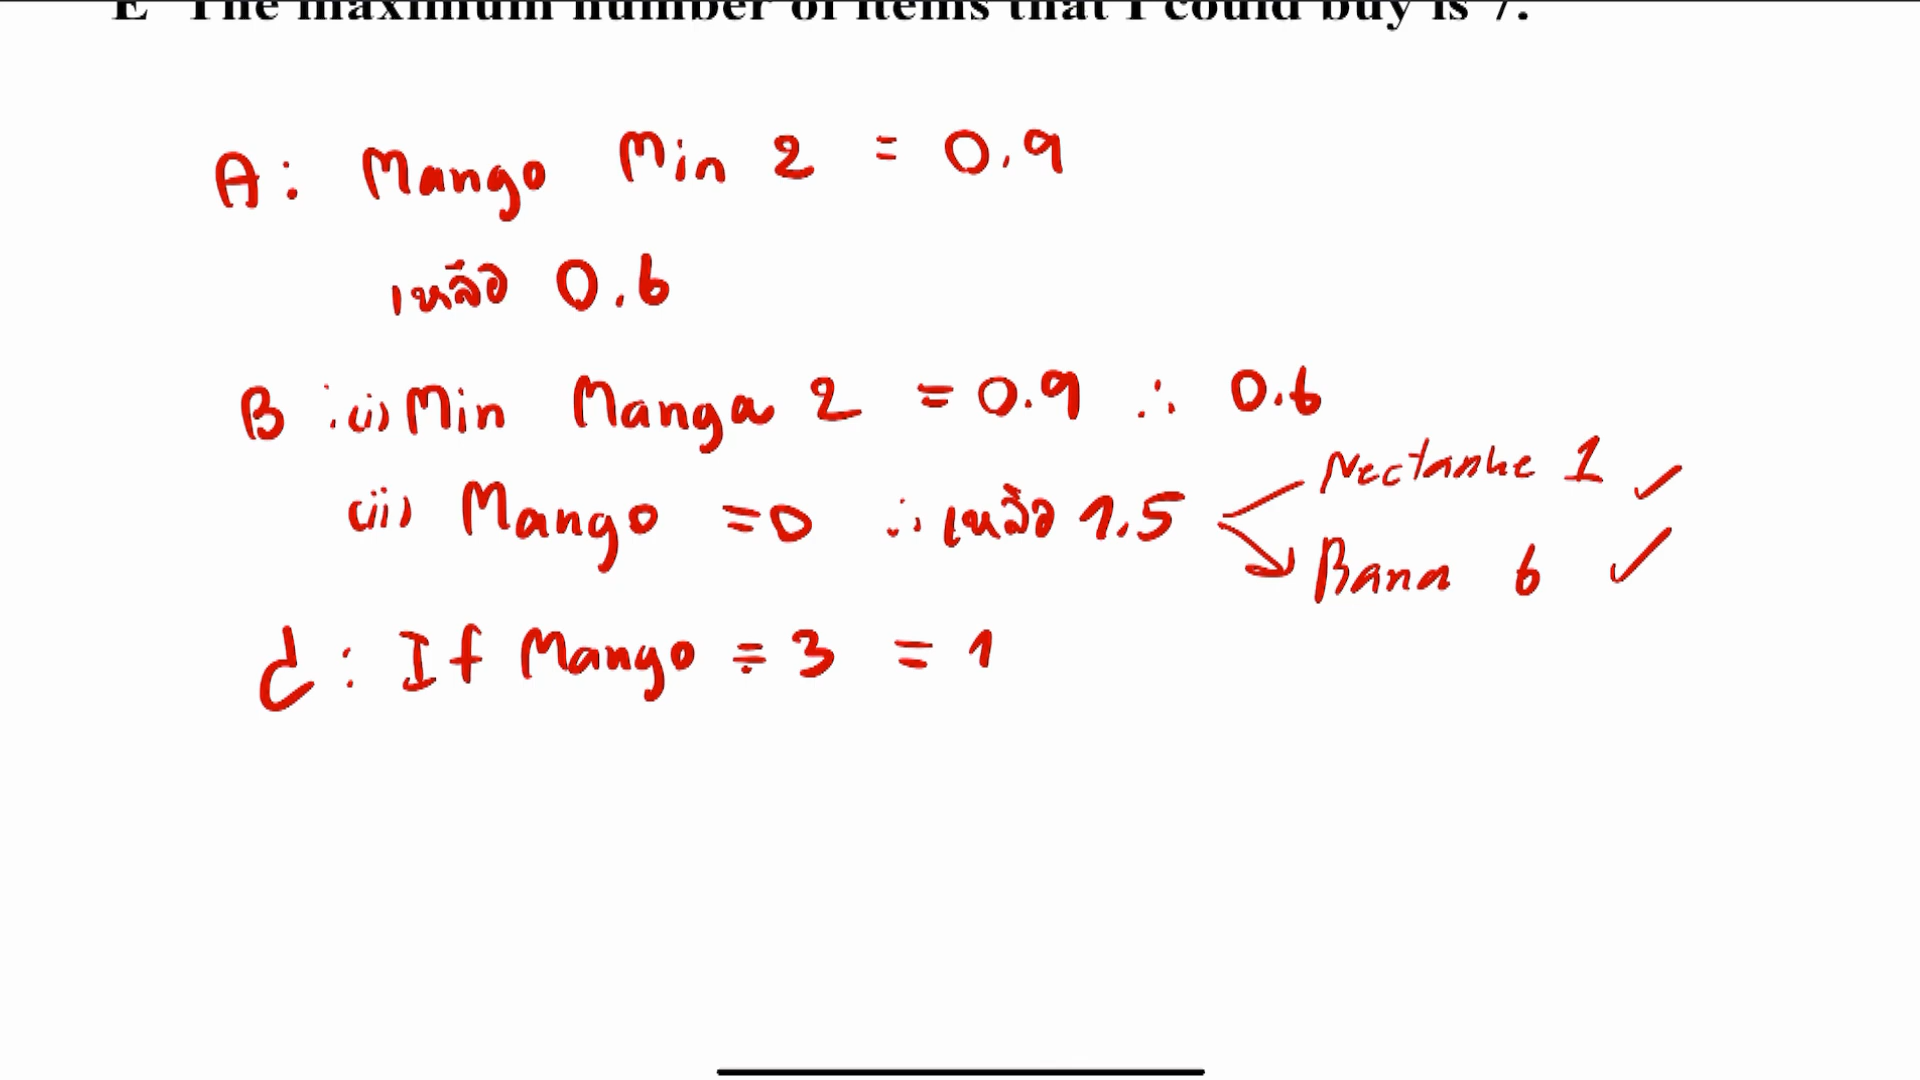 E The maximum number of items that I could buy is 7.
A: Mango Min 2 = 0.9
เหลือ 0.6
B :(i) Min Manga 2 = 0.9 ∴ 0.6
Nectanhe 1 ✓
(ii) Mango = 0 ∴ เหลือ 1.5
Bana 6 ✓
C: If Mango = 3 = 1